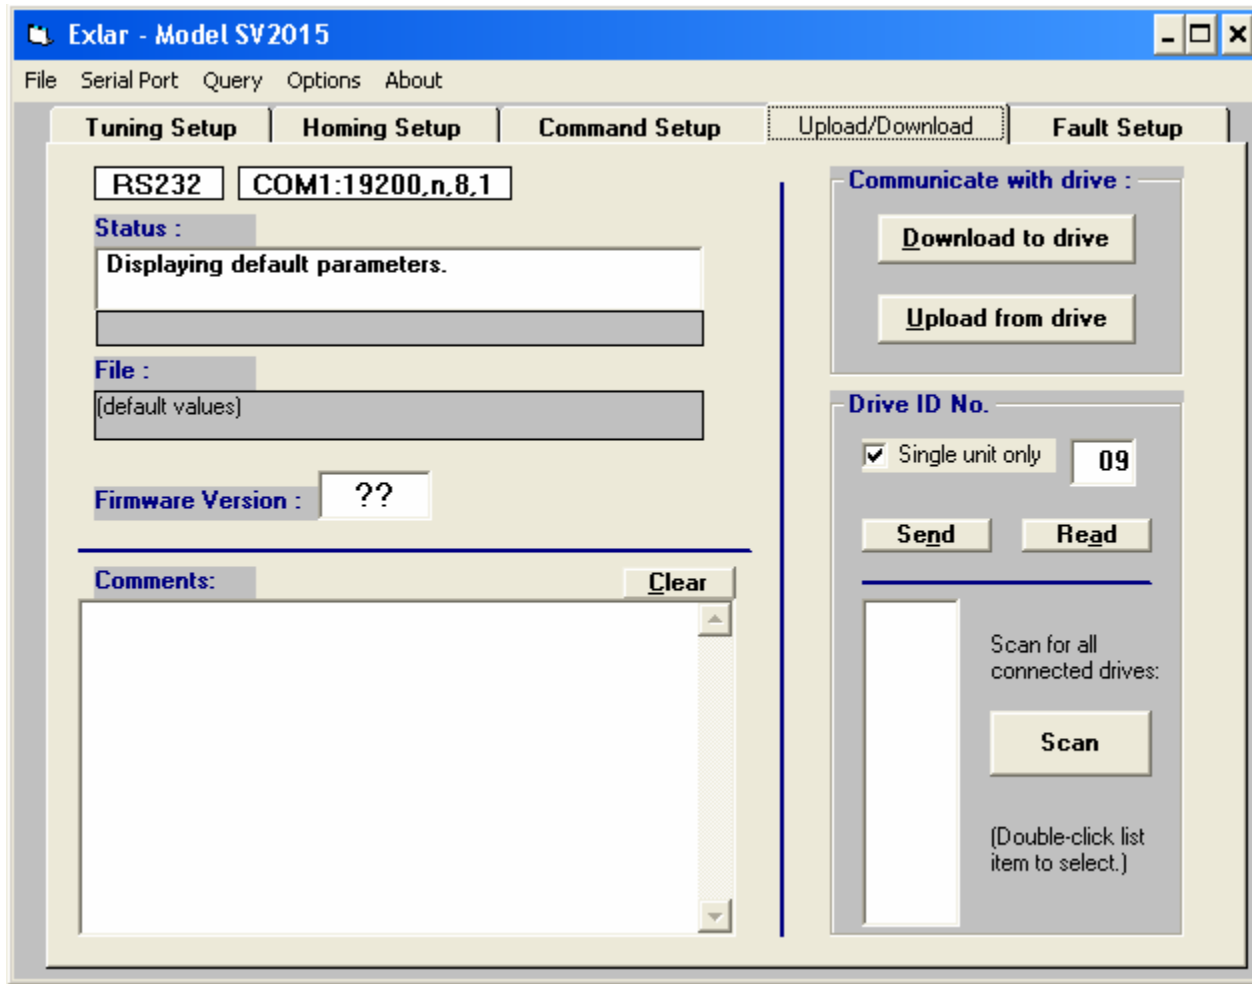 Exlar - Model SV2015
File Serial Port Query Options About
Tuning Setup Homing Setup Command Setup Upload/Download Fault Setup
RS232 COM1:19200,n,8,1
Status :
Displaying default parameters.
File :
(default values)
Firmware Version : ??
Comments: Clear
Communicate with drive :
Download to drive
Upload from drive
Drive ID No.
Single unit only 09
Send Read
Scan for all
connected drives:
Scan
(Double-click list
item to select.)